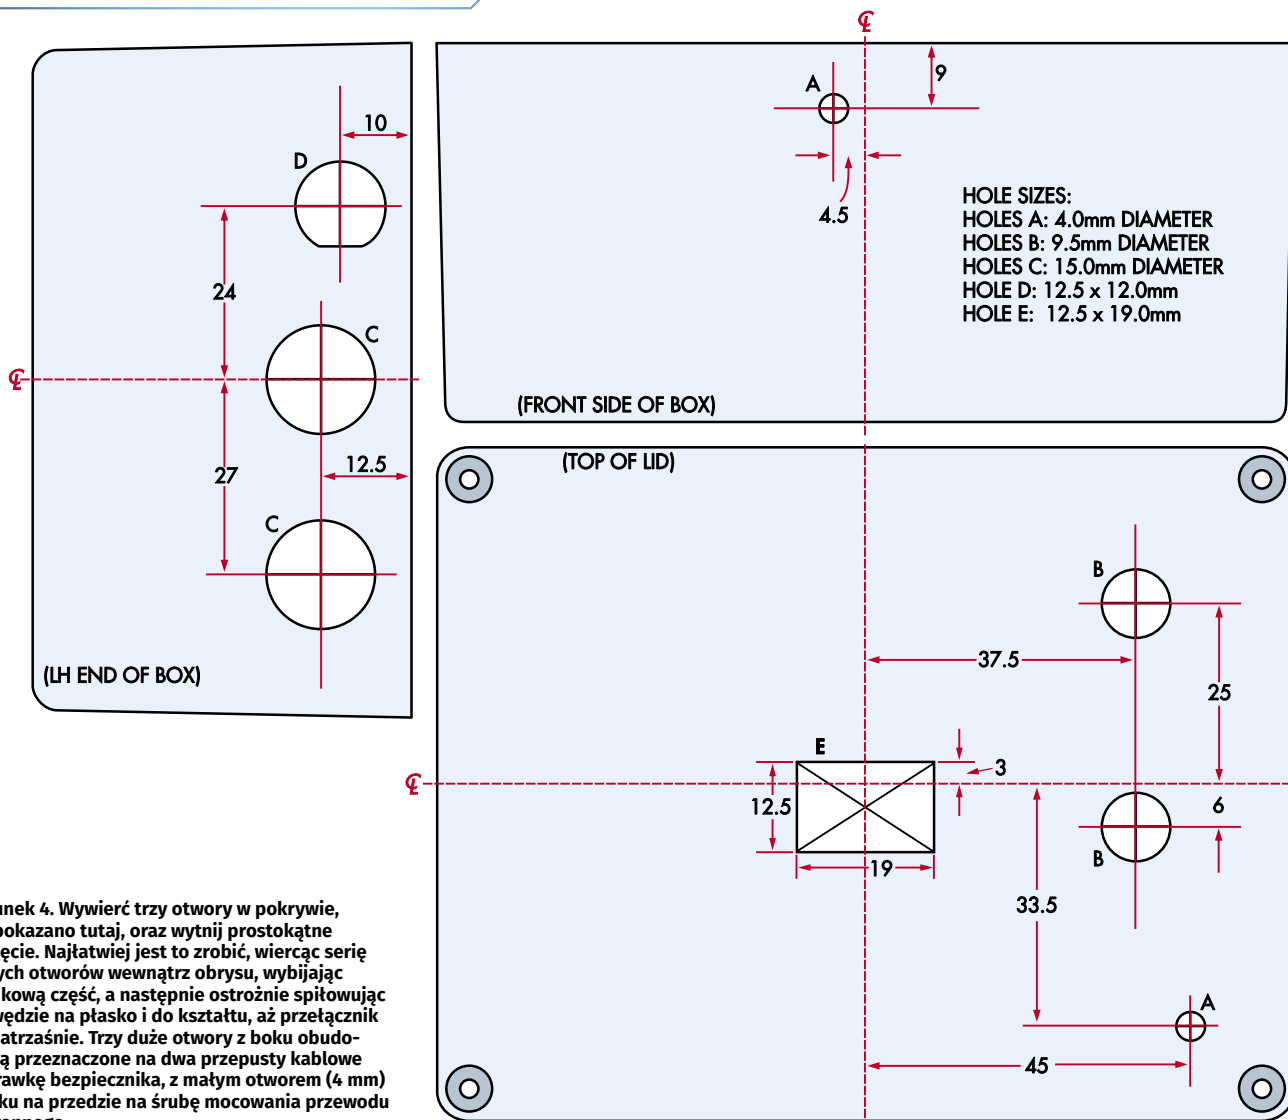 ℄
10
D
24
C
℄
27
12.5
C
(LH END OF BOX)
A
9
4.5
HOLE SIZES:
HOLES A: 4.0mm DIAMETER
HOLES B: 9.5mm DIAMETER
HOLES C: 15.0mm DIAMETER
HOLE D: 12.5 x 12.0mm
HOLE E: 12.5 x 19.0mm
(FRONT SIDE OF BOX)
(TOP OF LID)
B
37.5
25
E
3
℄
12.5
6
19
B
33.5
A
45
unek 4. Wywierć trzy otwory w pokrywie,
pokazano tutaj, oraz wytnij prostokątne
ęcie. Najłatwiej jest to zrobić, wiercąc serię
ych otworów wewnątrz obrysu, wybijając
kową część, a następnie ostrożnie spiłowując
wędzie na płasko i do kształtu, aż przełącznik
atrzaśnie. Trzy duże otwory z boku obudo-
ą przeznaczone na dwa przepusty kablowe
rawkę bezpiecznika, z małym otworem (4 mm)
ku na przedzie na śrubę mocowania przewodu